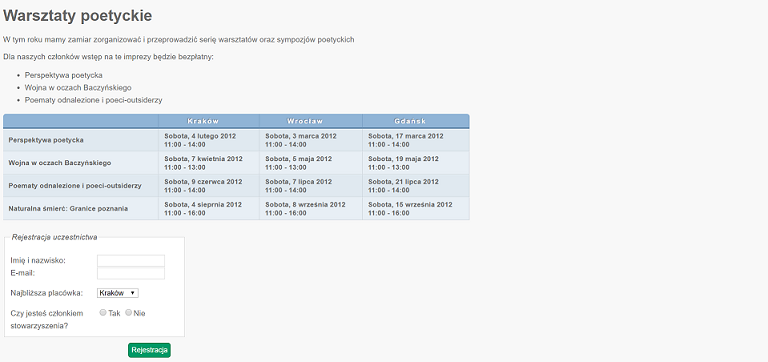 Warsztaty poetyckie
W tym roku mamy zamiar zorganizować i przeprowadzić serię warsztatów oraz sympozjów poetyckich
Dla naszych członków wstęp na te imprezy będzie bezpłatny:
Perspektywa poetycka
Wojna w oczach Baczyńskiego
Poematy odnalezione i poeci-outsiderzy
Kraków Wrocław Gdańsk
Perspektywa poetycka Sobota, 4 lutego 2012 Sobota, 3 marca 2012 Sobota, 17 marca 2012
11:00 - 14:00 11:00 - 14:00 11:00 - 14:00
Wojna w oczach Baczyńskiego Sobota, 7 kwietnia 2012 Sobota, 5 maja 2012 Sobota, 19 maja 2012
11:00 - 13:00 11:00 - 13:00 11:00 - 13:00
Poematy odnalezione i poeci-outsiderzy Sobota, 9 czerwca 2012 Sobota, 7 lipca 2012 Sobota, 21 lipca 2012
11:00 - 14:00 11:00 - 14:00 11:00 - 14:00
Naturalna śmierć: Granice poznania Sobota, 4 sieprnia 2012 Sobota, 8 września 2012 Sobota, 15 września 2012
11:00 - 16:00 11:00 - 16:00 11:00 - 16:00
Rejestracja uczestnictwa
Imię i nazwisko:
E-mail:
Najbliższa placówka: Kraków
Czy jesteś członkiem Tak Nie
stowarzyszenia?
Rejestracja